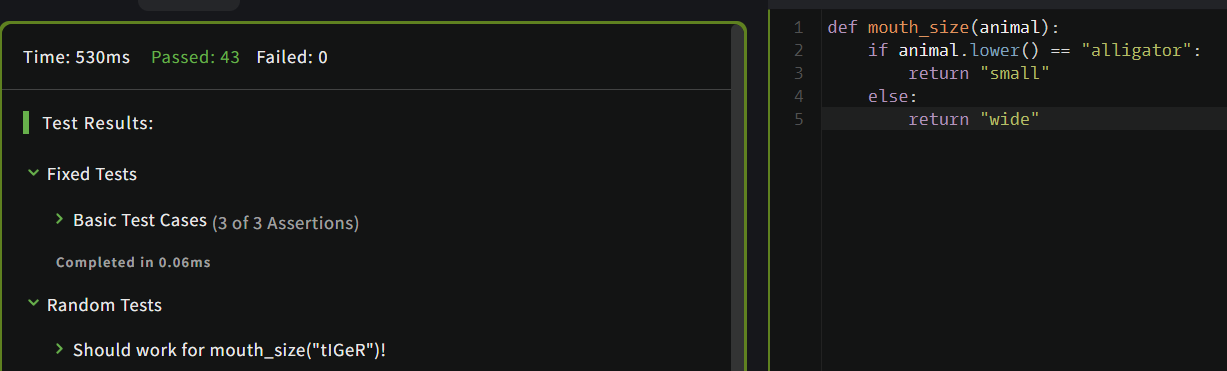 Time: 530ms Passed: 43 Failed: 0
Test Results:
Fixed Tests
Basic Test Cases (3 of 3 Assertions)
Completed in 0.06ms
Random Tests
Should work for mouth_size("tIGeR")!
1 def mouth_size(animal):
2     if animal.lower() == "alligator":
3         return "small"
4     else:
5         return "wide"